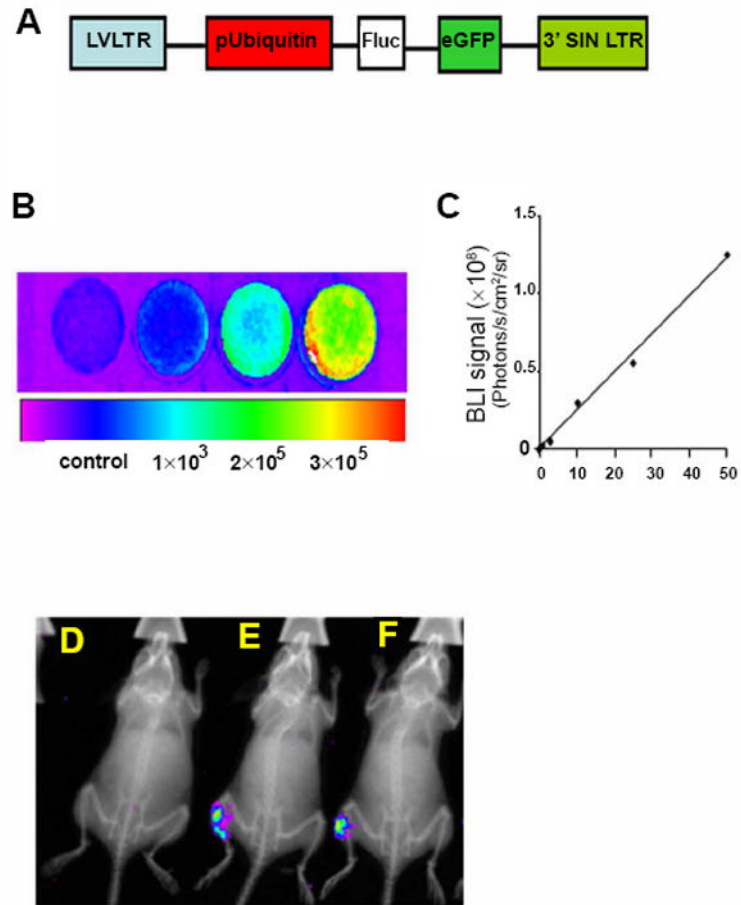 A
LVLTR pUbiquitin Fluc eGFP 3' SIN LTR
B
control 1×10³ 2×10⁵ 3×10⁵
C
BLI signal (×10⁸)
(Photons/s/cm²/sr)
1.5
1.0
0.5
0
0 10 20 30 40 50
D E F